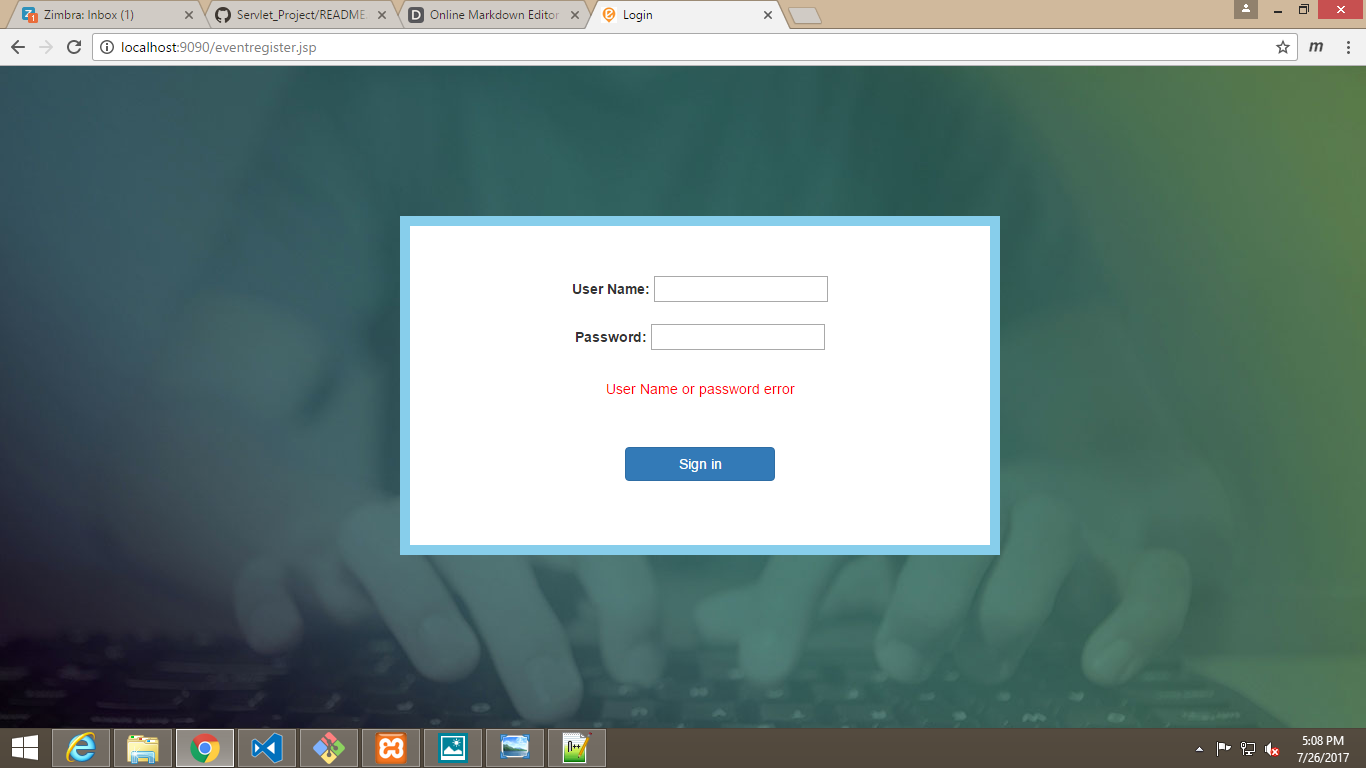 Zimbra: Inbox (1)
Servlet_Project/README.
Online Markdown Editor
Login
localhost:9090/eventregister.jsp
m
User Name:
Password:
User Name or password error
Sign in
5:08 PM
7/26/2017